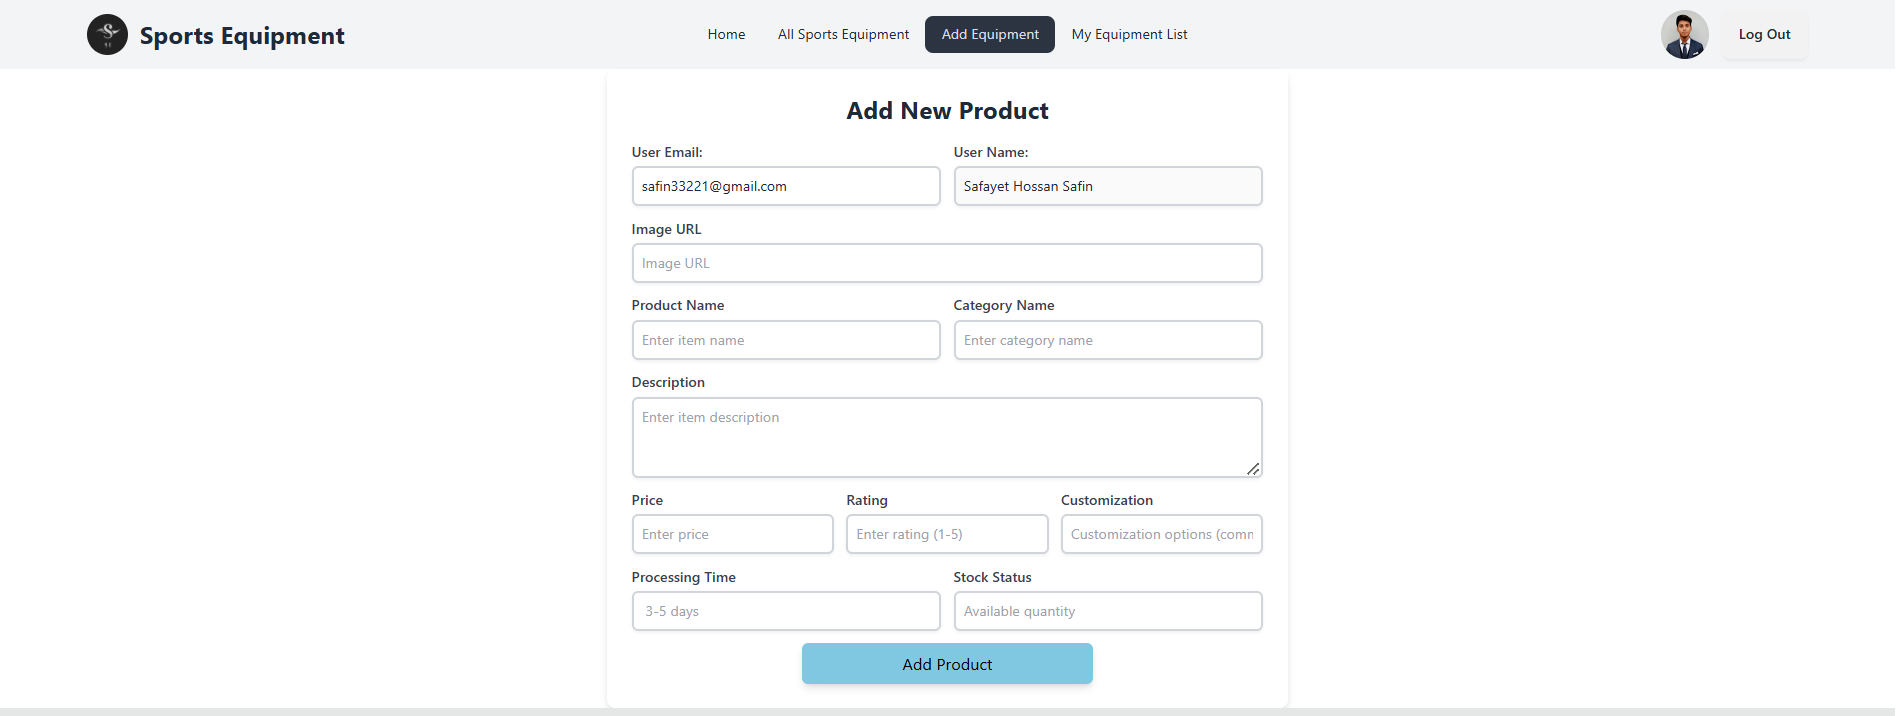 Sports Equipment
Home All Sports Equipment Add Equipment My Equipment List
Log Out
Add New Product
User Email: User Name:
safin33221@gmail.com Safayet Hossan Safin
Image URL
Image URL
Product Name Category Name
Enter item name Enter category name
Description
Enter item description
Price Rating Customization
Enter price Enter rating (1-5) Customization options (comm
Processing Time Stock Status
3-5 days Available quantity
Add Product